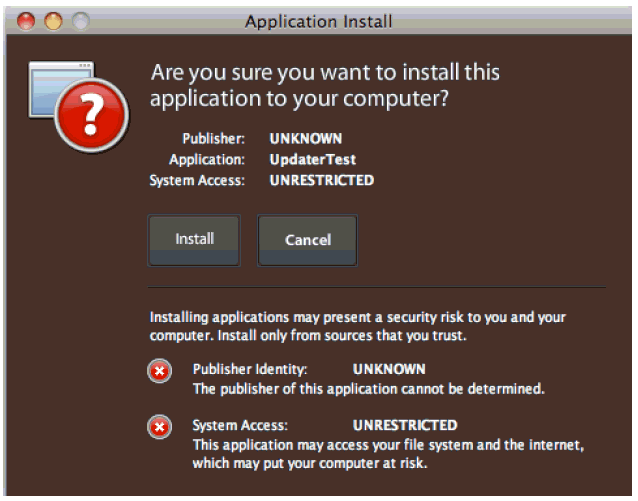 Application Install
Are you sure you want to install this
application to your computer?
Publisher: UNKNOWN
Application: UpdaterTest
System Access: UNRESTRICTED
Install Cancel
Installing applications may present a security risk to you and your
computer. Install only from sources that you trust.
Publisher Identity: UNKNOWN
The publisher of this application cannot be determined.
System Access: UNRESTRICTED
This application may access your file system and the internet,
which may put your computer at risk.